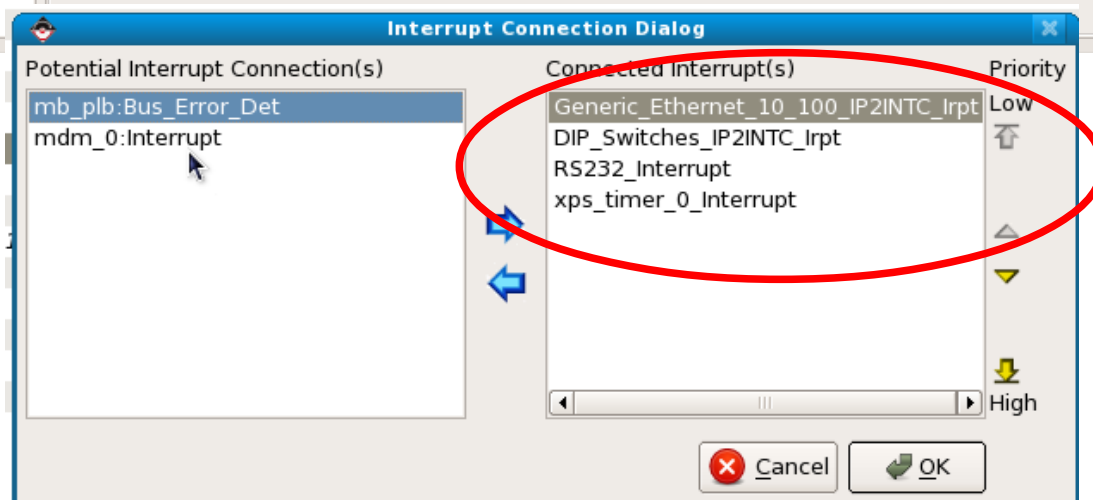 Interrupt Connection Dialog
Potential Interrupt Connection(s)
Connected Interrupt(s)
Priority
mb_plb:Bus_Error_Det
mdm_0:Interrupt
Generic_Ethernet_10_100_IP2INTC_Irpt
DIP_Switches_IP2INTC_Irpt
RS232_Interrupt
xps_timer_0_Interrupt
Low
High
Cancel
OK